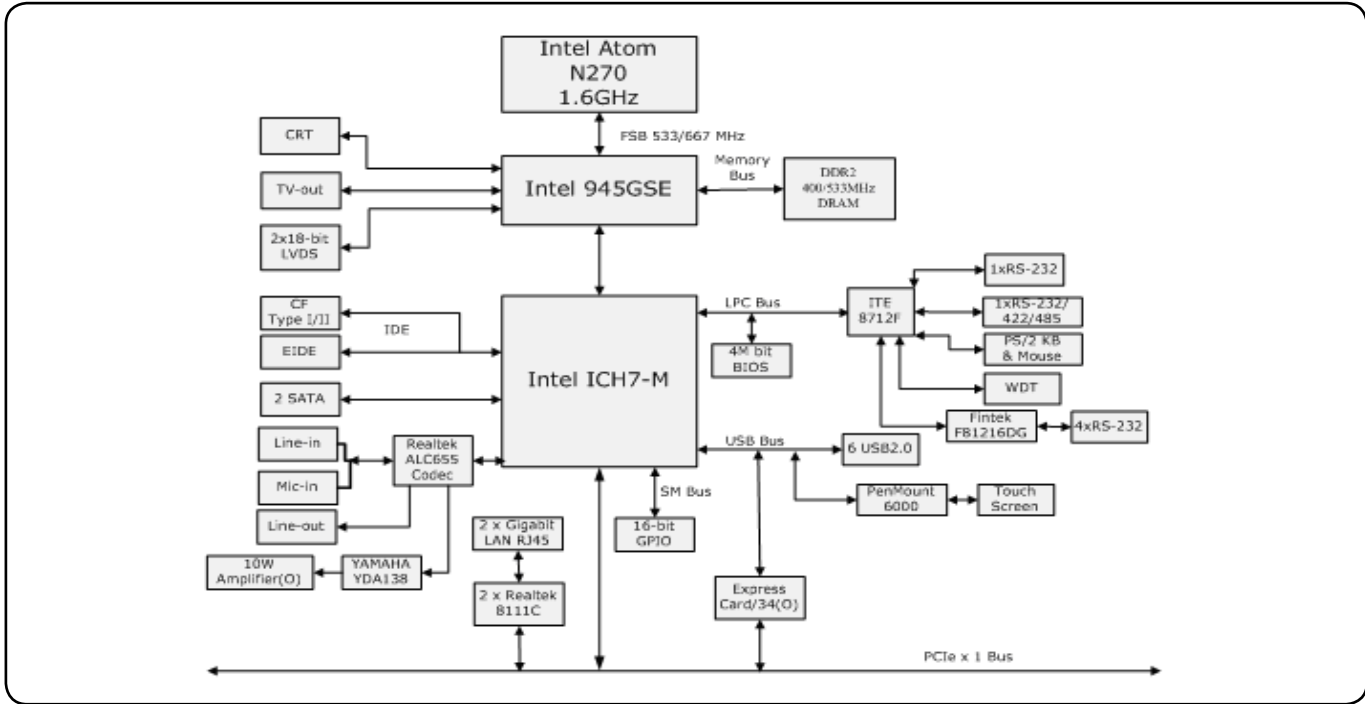 Intel Atom
N270
1.6GHz
FSB 533/667 MHz
CRT
TV-out
2x18-bit
LVDS
Intel 945GSE
Memory
Bus
DDR2
400/533MHz
DRAM
CF
Type I/II
IDE
EIDE
2 SATA
Intel ICH7-M
LPC Bus
4M bit
BIOS
ITE
8712F
1xRS-232
1xRS-232/
422/485
PS/2 KB
& Mouse
WDT
Fintek
F81216DG
4xRS-232
Line-in
Mic-in
Line-out
Realtek
ALC655
Codec
10W
Amplifier(O)
YAMAHA
YDA138
USB Bus
6 USB2.0
PenMount
6000
Touch
Screen
SM Bus
16-bit
GPIO
2 x Gigabit
LAN RJ45
2 x Realtek
8111C
Express
Card/34(O)
PCIe x 1 Bus